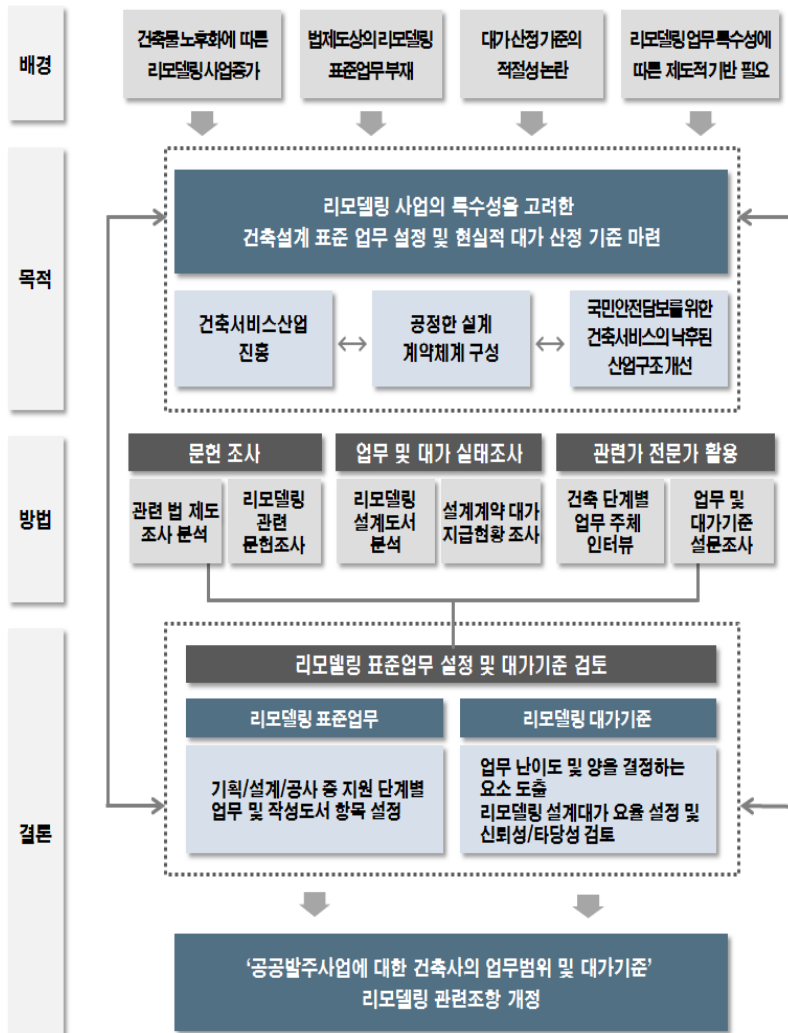 배경
건축물 노후화에 따른
리모델링 사업증가
법제도상의 리모델링
표준업무 부재
대가 산정 기준의
적절성 논란
리모델링 업무 특수성에
따른 제도적 기반 필요
목적
리모델링 사업의 특수성을 고려한
건축설계 표준 업무 설정 및 현실적 대가 산정 기준 마련
건축서비스산업
진흥
공정한 설계
계약체계 구성
국민안전담보를 위한
건축서비스의 낙후된
산업구조 개선
방법
문헌 조사
관련 법 제도
조사 분석
리모델링
관련
문헌조사
업무 및 대가 실태조사
리모델링
설계도서
분석
설계계약 대가
지급현황 조사
관련가 전문가 활용
건축 단계별
업무 주체
인터뷰
업무 및
대가기준
설문조사
결론
리모델링 표준업무 설정 및 대가기준 검토
리모델링 표준업무
기획/설계/공사 중 지원 단계별
업무 및 작성도서 항목 설정
리모델링 대가기준
업무 난이도 및 양을 결정하는
요소 도출
리모델링 설계대가 요율 설정 및
신뢰성/타당성 검토
‘공공발주사업에 대한 건축사의 업무범위 및 대가기준’
리모델링 관련조항 개정